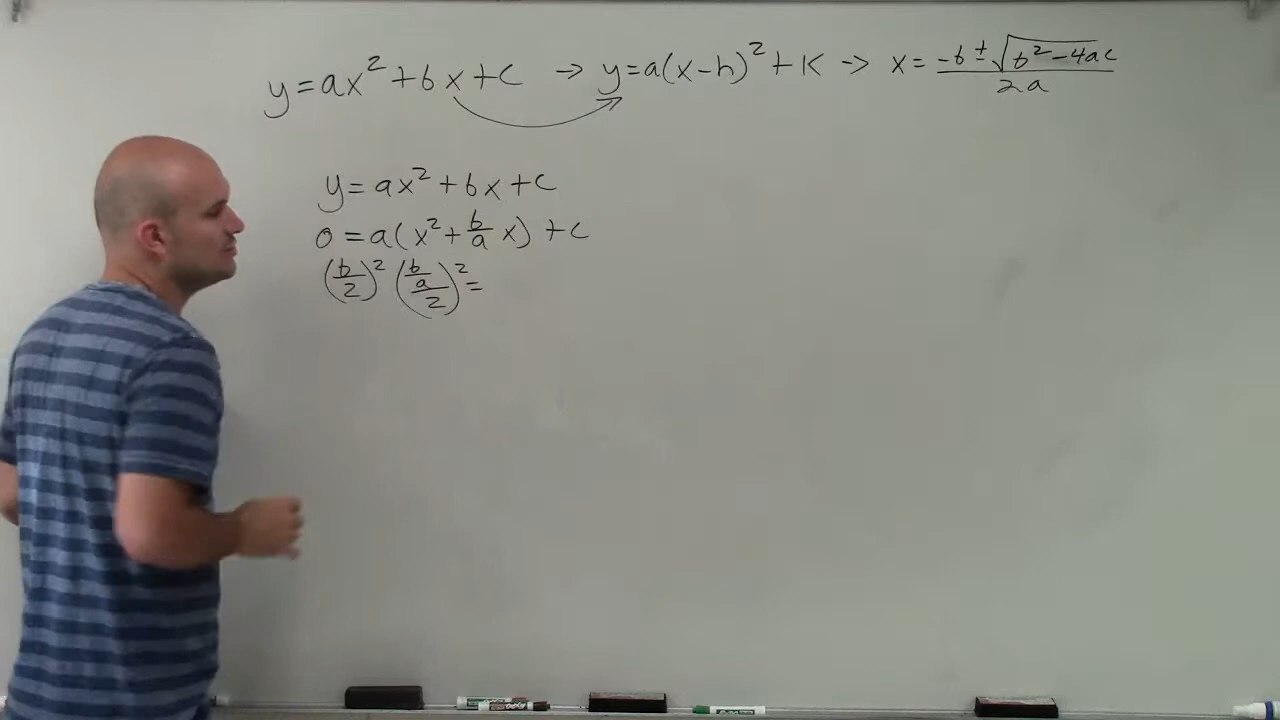 y=ax²+bx+c → y=a(x-h)²+K → x= -b±√b²-4ac / 2a
y=ax²+bx+c
0=a(x²+b/a x)+c
(b/2)² (b/a/2)²=